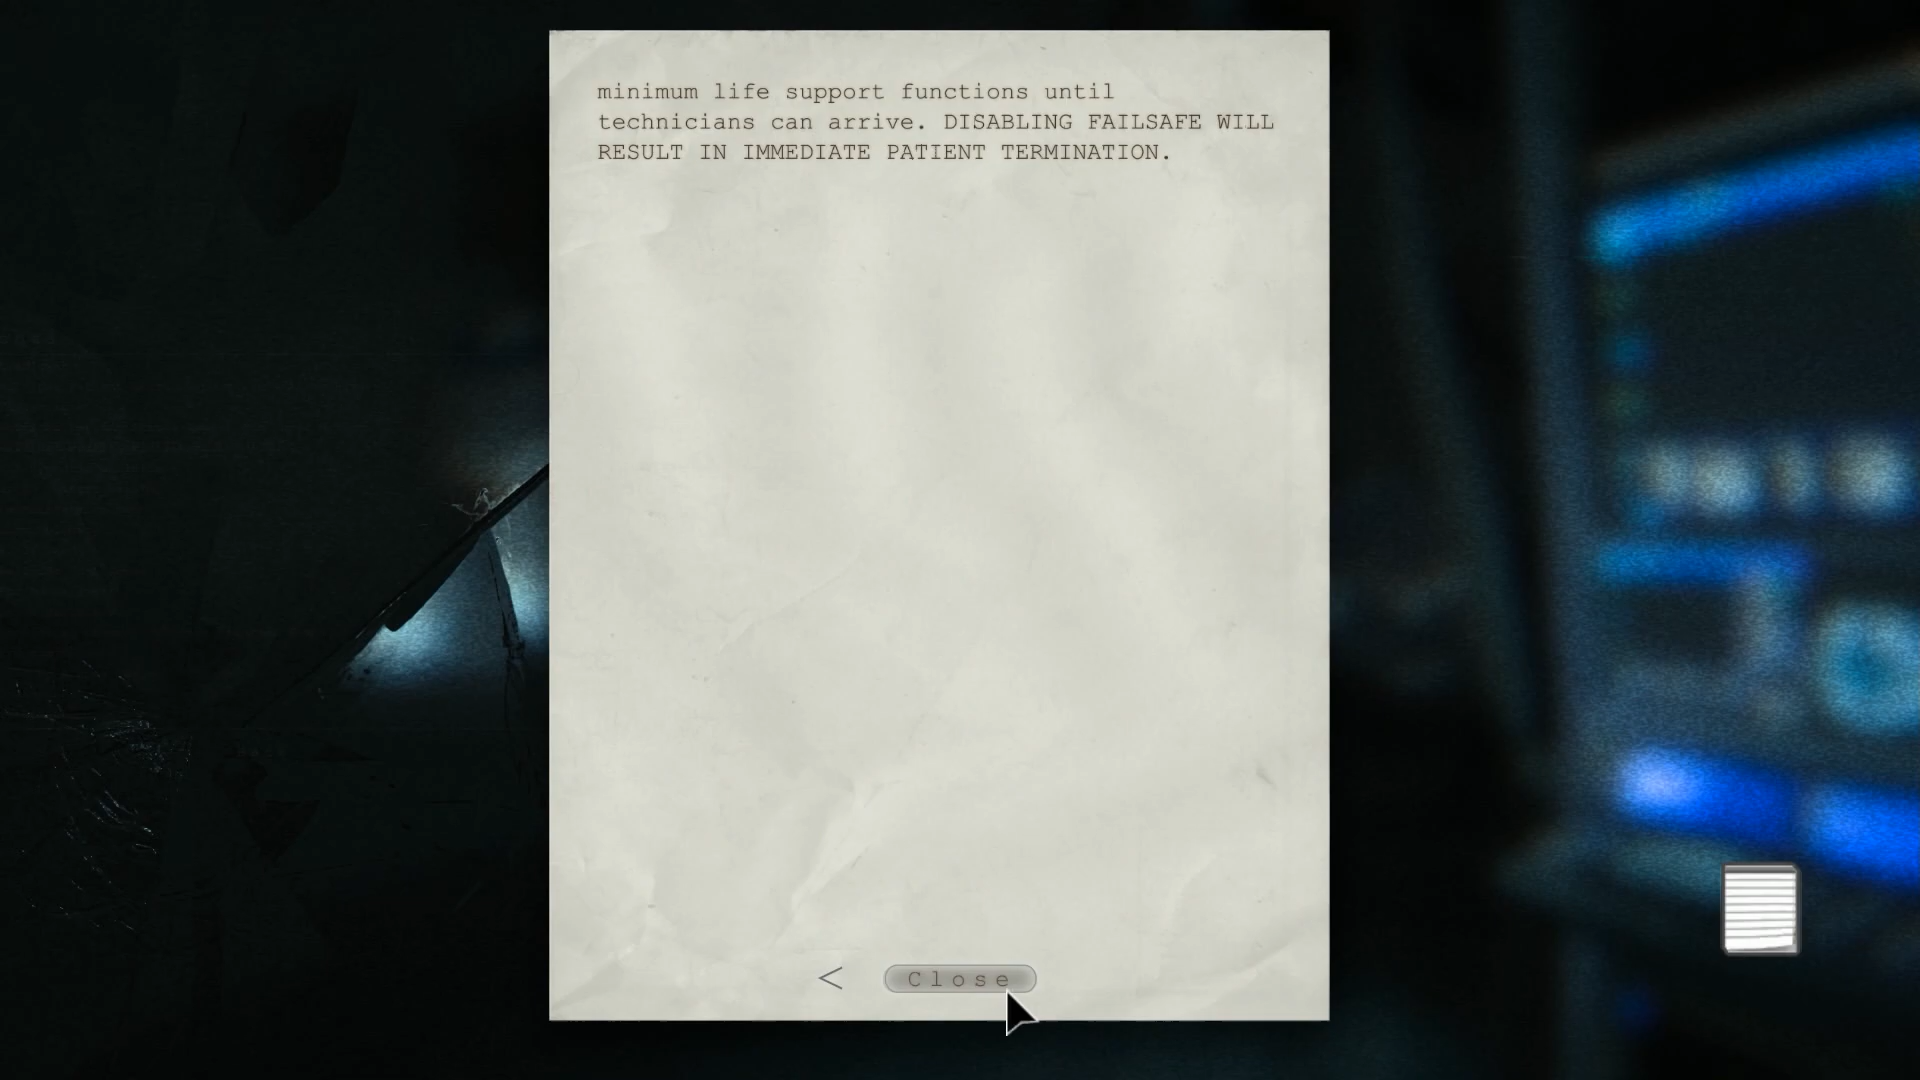 minimum life support functions until
technicians can arrive. DISABLING FAILSAFE WILL
RESULT IN IMMEDIATE PATIENT TERMINATION.
< Close